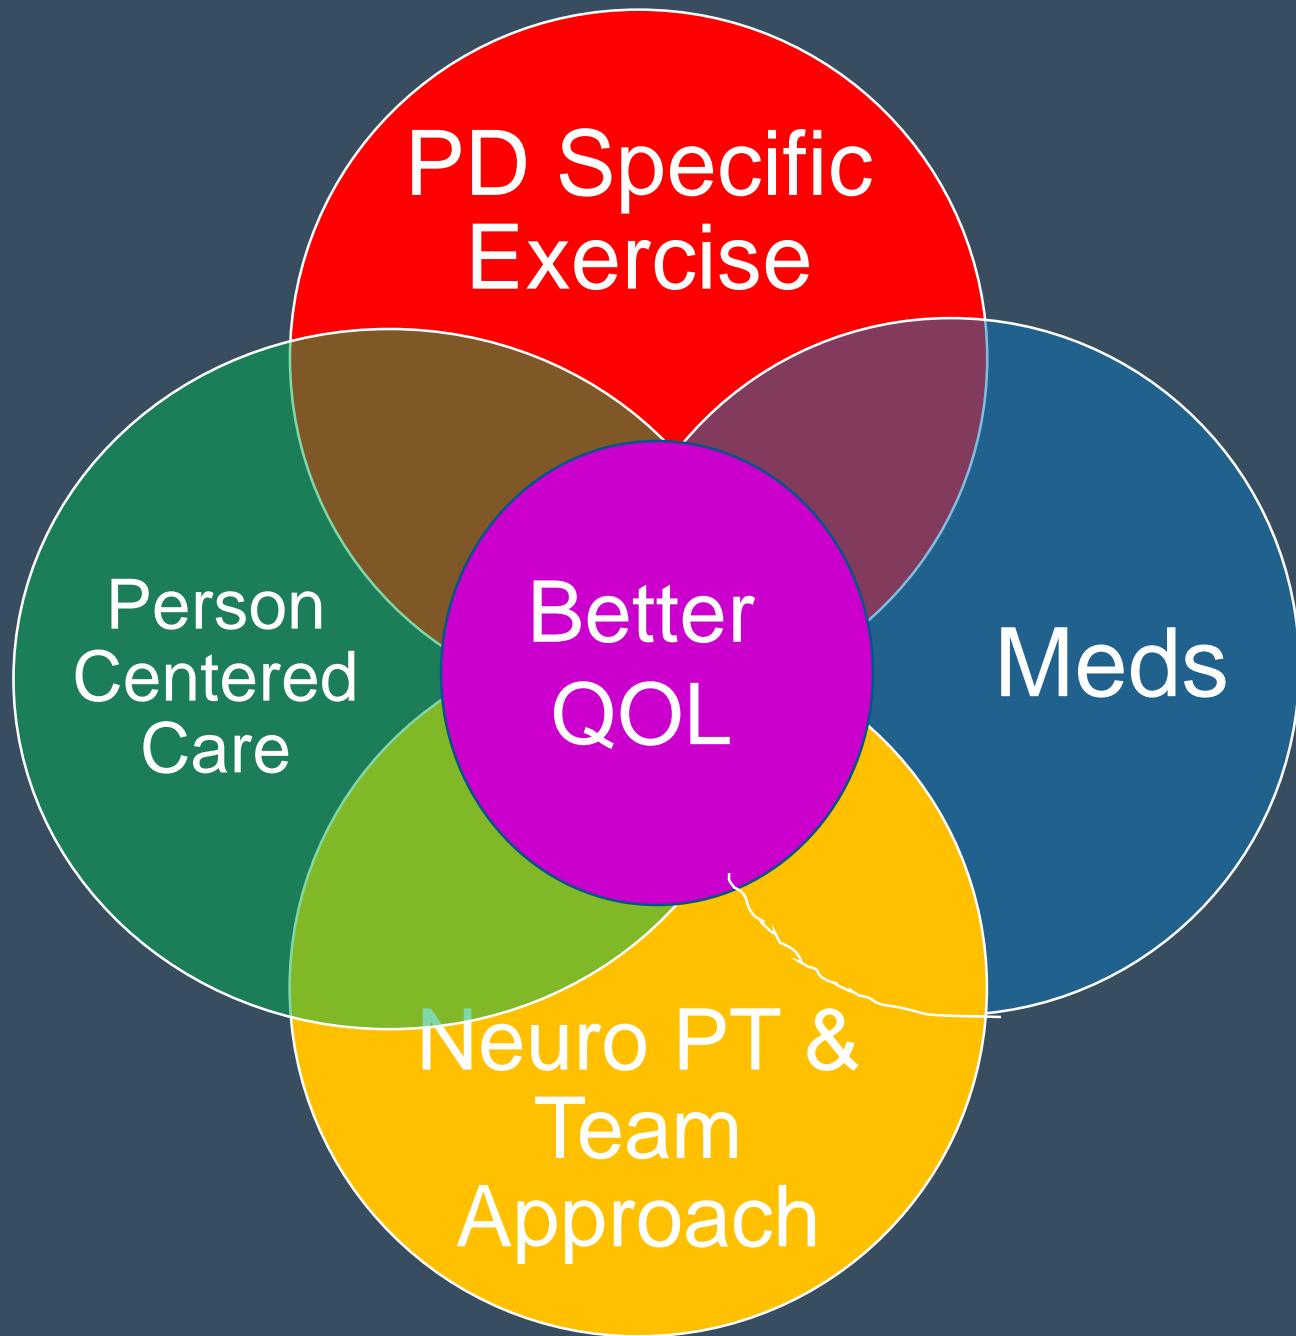 PD Specific
Exercise
Person
Centered
Care
Better
QOL
Meds
Neuro PT &
Team
Approach